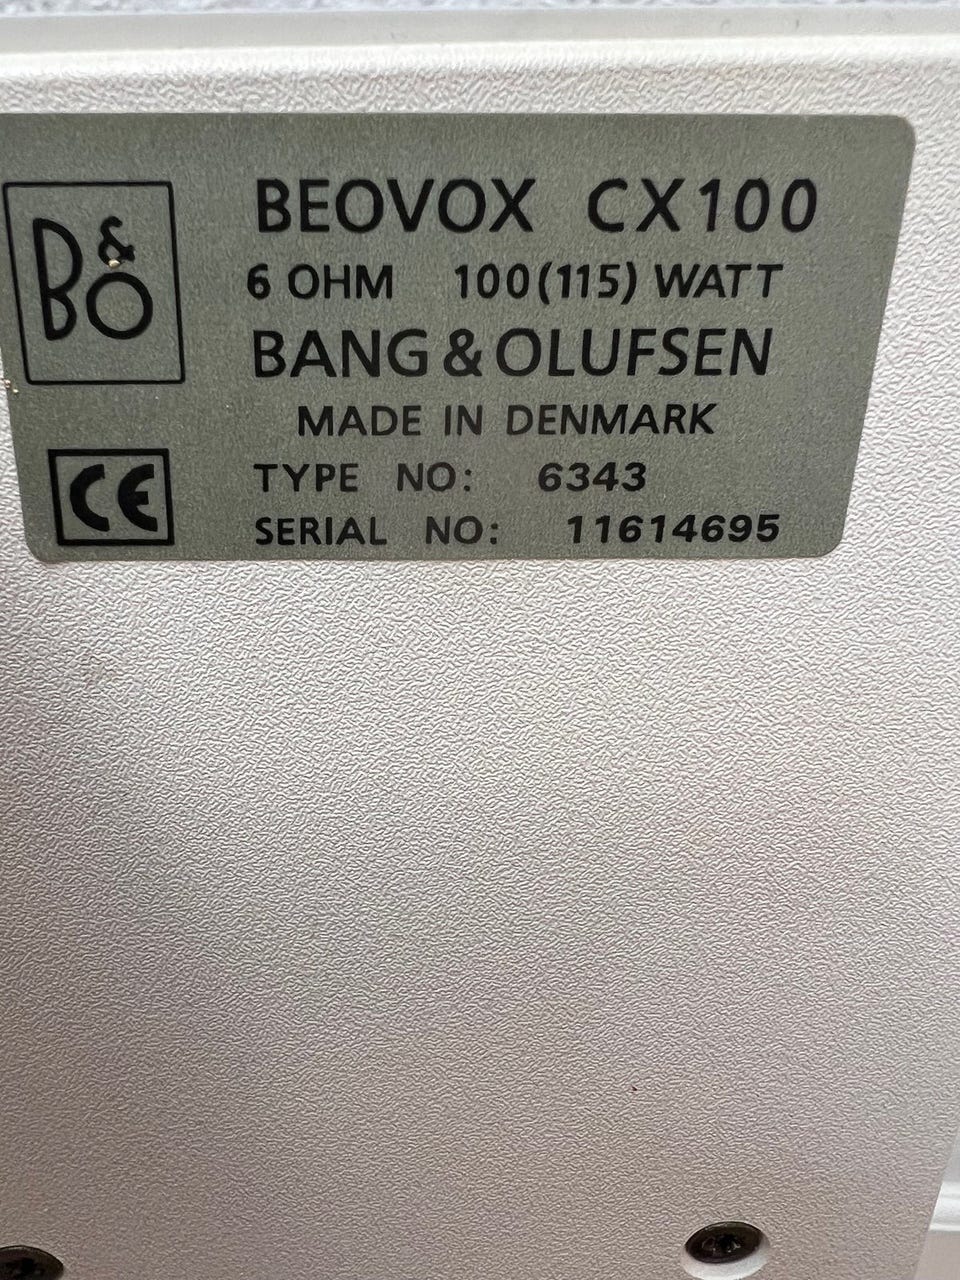 B&O
BEOVOX CX100
6 OHM 100(115) WATT
BANG & OLUFSEN
MADE IN DENMARK
CE
TYPE NO: 6343
SERIAL NO: 11614695